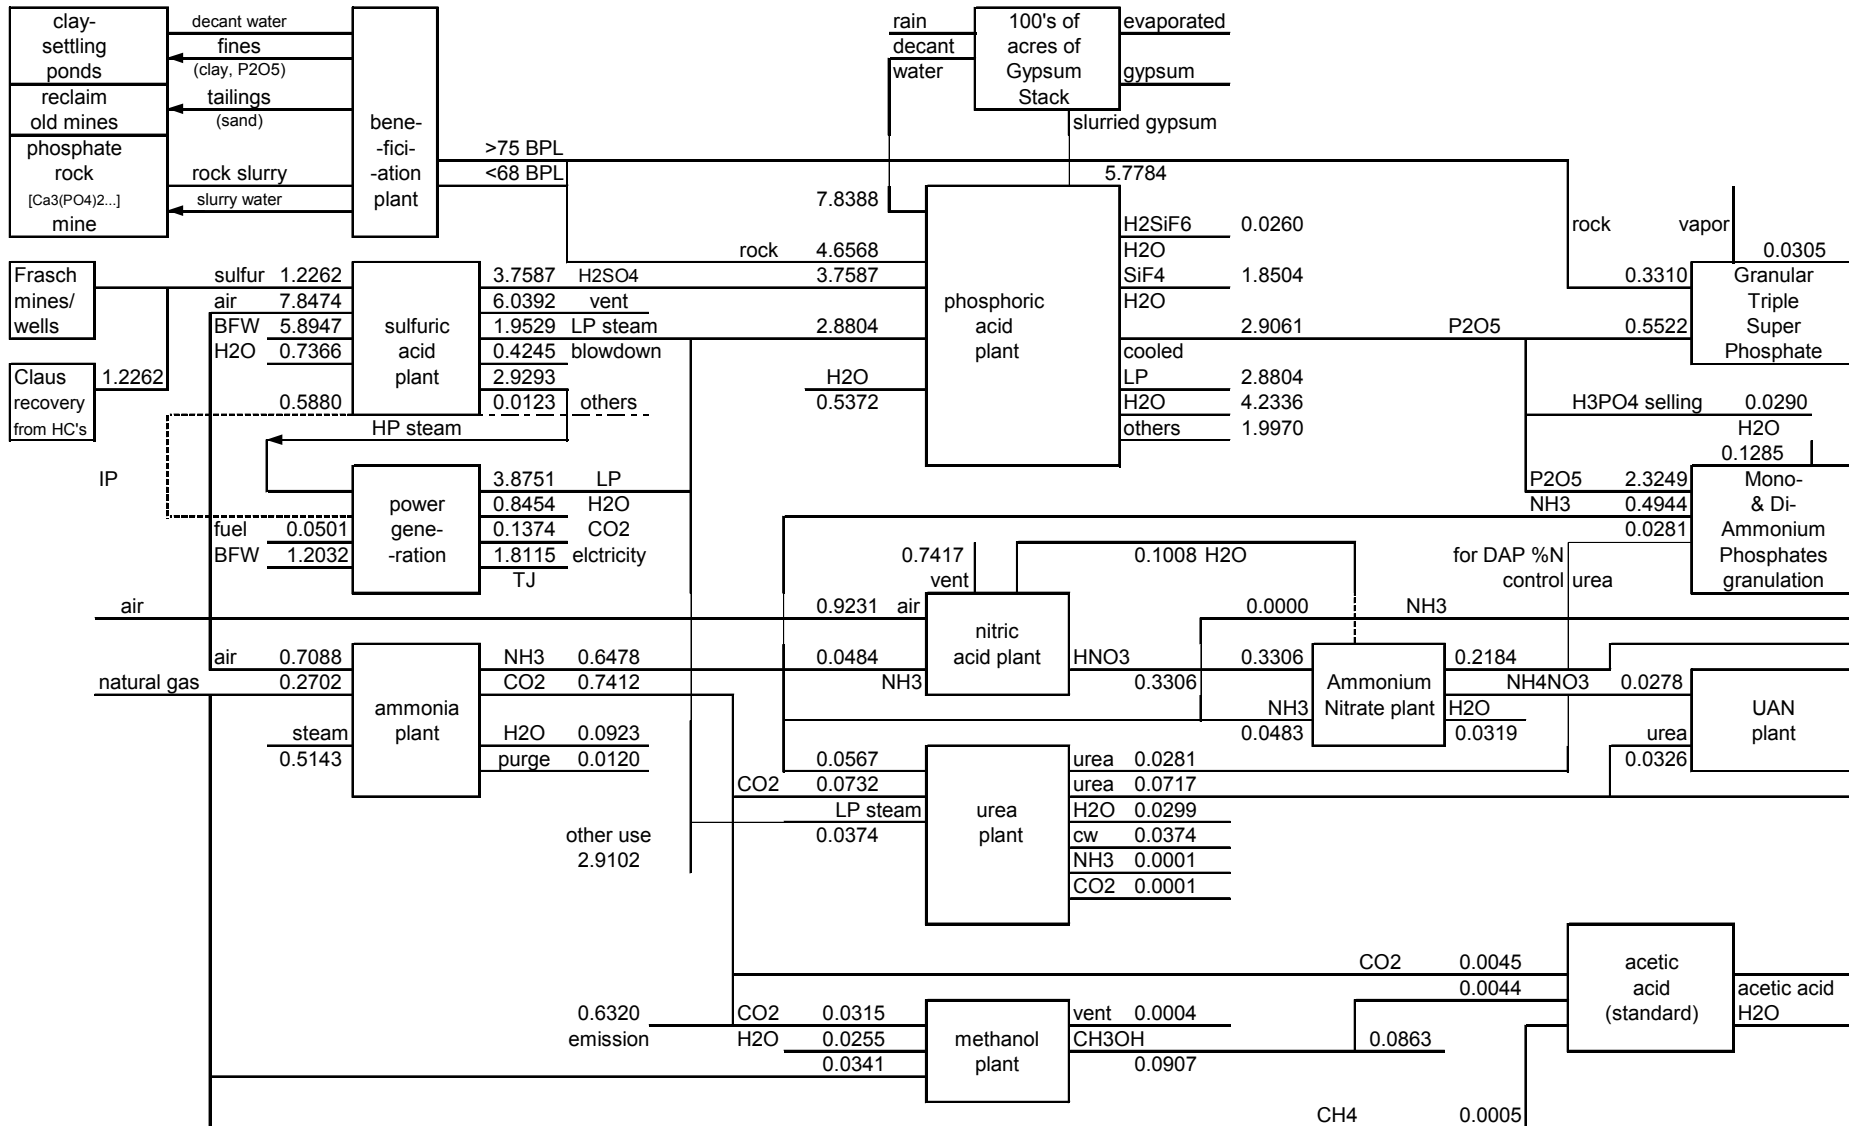 clay-
settling
ponds
reclaim
old mines
phosphate
rock
[Ca3(PO4)2...]
mine
decant water
fines
(clay, P2O5)
tailings
(sand)
rock slurry
slurry water
bene-
-fici-
-ation
plant
>75 BPL
<68 BPL
rain
decant
water
100's of
acres of
Gypsum
Stack
evaporated
gypsum
slurried gypsum
5.7784
7.8388
rock 4.6568
3.7587
2.8804
H2O
0.5372
phosphoric
acid
plant
H2SiF6 0.0260
H2O
SiF4 1.8504
H2O
2.9061 P2O5
cooled
LP 2.8804
H2O 4.2336
others 1.9970
rock vapor
0.0305
0.3310
0.5522
Granular
Triple
Super
Phosphate
H3PO4 selling 0.0290
H2O
0.1285
P2O5 2.3249
NH3 0.4944
0.0281
Mono-
& Di-
Ammonium
Phosphates
granulation
for DAP %N
control urea
Frasch
mines/
wells
Claus
recovery
from HC's
1.2262
sulfur 1.2262
air 7.8474
BFW 5.8947
H2O 0.7366
0.5880
sulfuric
acid
plant
3.7587 H2SO4
6.0392 vent
1.9529 LP steam
0.4245 blowdown
2.9293
0.0123 others
HP steam
IP
fuel 0.0501
BFW 1.2032
power
gene-
-ration
3.8751 LP
0.8454 H2O
0.1374 CO2
1.8115 elctricity
TJ
air
0.9231 air
0.7417
vent
0.1008 H2O
nitric
acid plant
0.0484
NH3
HNO3 0.3306
0.3306
0.0000 NH3
Ammonium
Nitrate plant
NH3
0.0483
0.2184
NH4NO3 0.0278
H2O
0.0319
urea
0.0326
UAN
plant
air 0.7088
natural gas 0.2702
steam
0.5143
ammonia
plant
NH3 0.6478
CO2 0.7412
H2O 0.0923
purge 0.0120
0.0567
CO2 0.0732
LP steam
0.0374
other use
2.9102
urea
plant
urea 0.0281
urea 0.0717
H2O 0.0299
cw 0.0374
NH3 0.0001
CO2 0.0001
CO2 0.0045
0.0044
acetic
acid
(standard)
acetic acid
H2O
0.6320
emission
CO2 0.0315
H2O 0.0255
0.0341
methanol
plant
vent 0.0004
CH3OH
0.0907
0.0863
CH4 0.0005